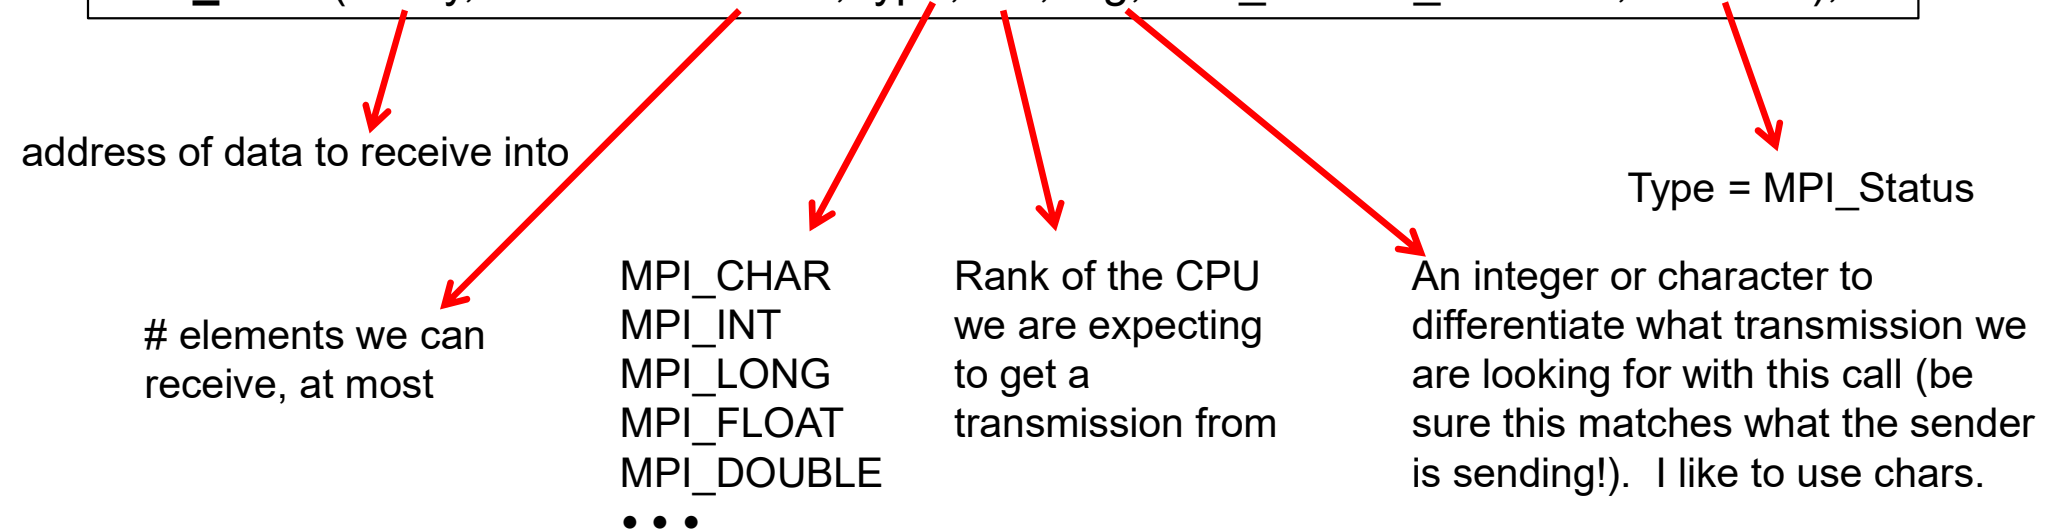 address of data to receive into
Type = MPI_Status
# elements we can
receive, at most
MPI_CHAR
MPI_INT
MPI_LONG
MPI_FLOAT
MPI_DOUBLE
• • •
Rank of the CPU
we are expecting
to get a
transmission from
An integer or character to
differentiate what transmission we
are looking for with this call (be
sure this matches what the sender
is sending!).  I like to use chars.